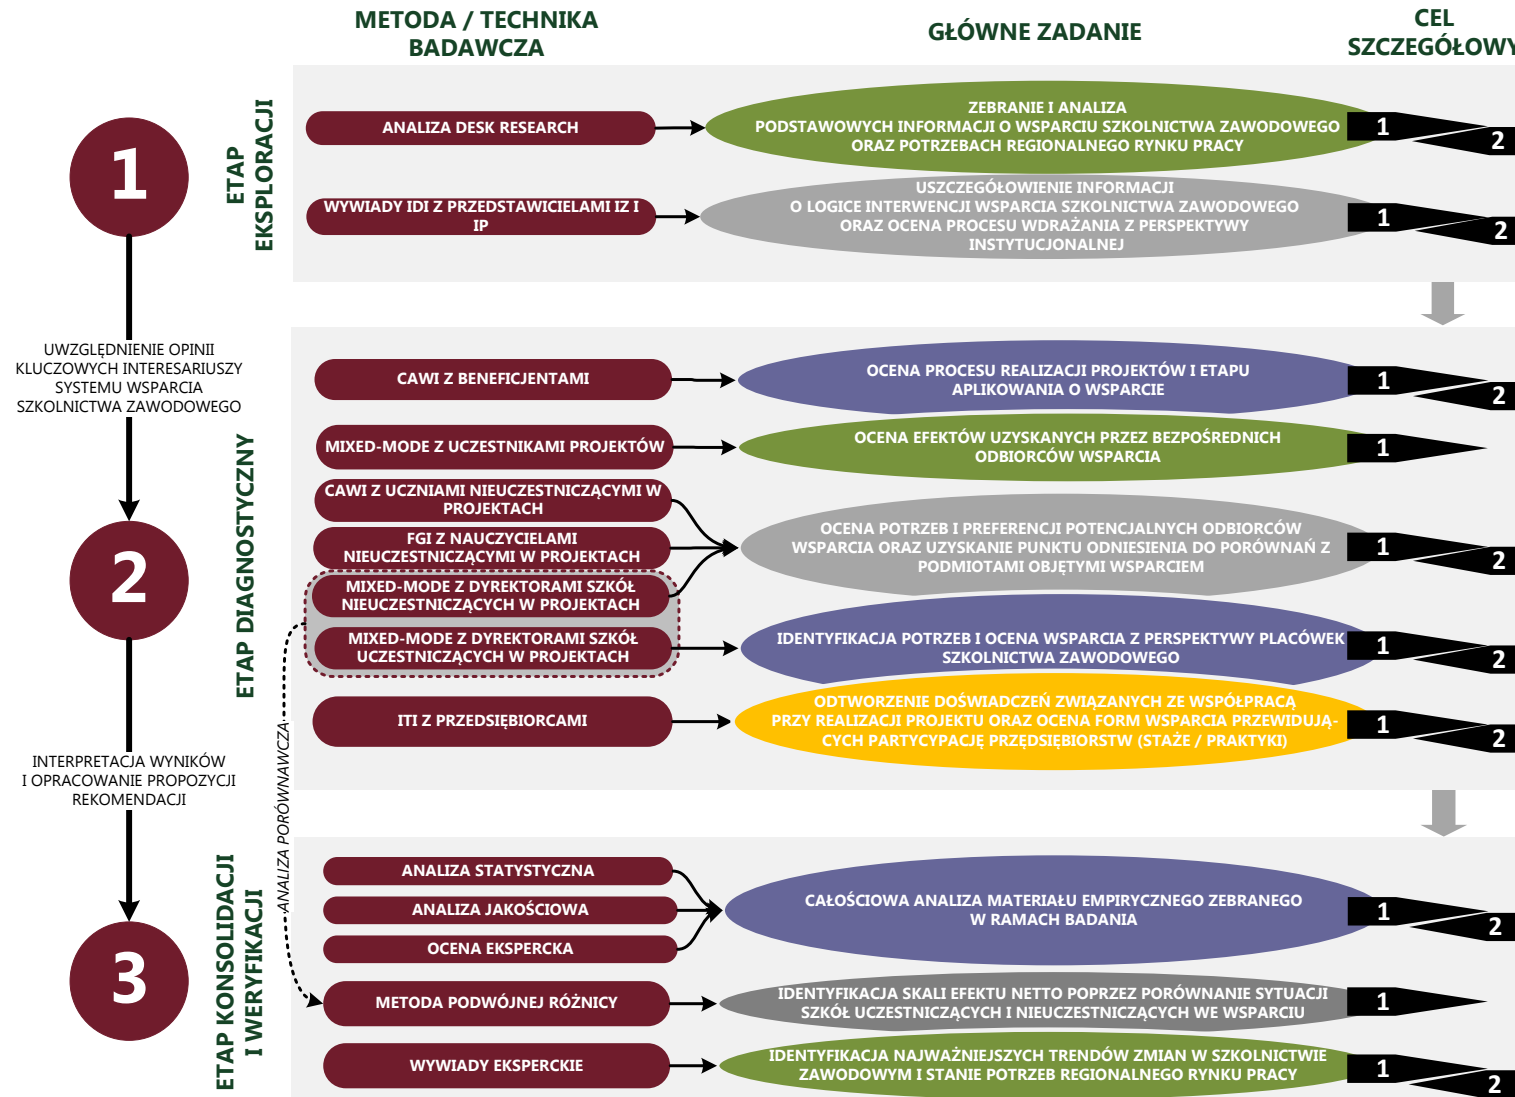 METODA / TECHNIKA
BADAWCZA
GŁÓWNE ZADANIE
CEL
SZCZEGÓŁOWY
1
ETAP
EKSPLORACJI
ANALIZA DESK RESEARCH
ZEBRANIE I ANALIZA
PODSTAWOWYCH INFORMACJI O WSPARCIU SZKOLNICTWA ZAWODOWEGO
ORAZ POTRZEBACH REGIONALNEGO RYNKU PRACY
1
2
WYWIADY IDI Z PRZEDSTAWICIELAMI IZ I
IP
USZCZEGÓŁOWIENIE INFORMACJI
O LOGICE INTERWENCJI WSPARCIA SZKOLNICTWA ZAWODOWEGO
ORAZ OCENA PROCESU WDRAŻANIA Z PERSPEKTYWY
INSTYTUCJONALNEJ
1
2
UWZGLĘDNIENIE OPINII
KLUCZOWYCH INTERESARIUSZY
SYSTEMU WSPARCIA
SZKOLNICTWA ZAWODOWEGO
2
ETAP DIAGNOSTYCZNY
CAWI Z BENEFICJENTAMI
OCENA PROCESU REALIZACJI PROJEKTÓW I ETAPU
APLIKOWANIA O WSPARCIE
1
2
MIXED-MODE Z UCZESTNIKAMI PROJEKTÓW
OCENA EFEKTÓW UZYSKANYCH PRZEZ BEZPOŚREDNICH
ODBIORCÓW WSPARCIA
1
CAWI Z UCZNIAMI NIEUCZESTNICZĄCYMI W
PROJEKTACH
FGI Z NAUCZYCIELAMI
NIEUCZESTNICZĄCYMI W PROJEKTACH
MIXED-MODE Z DYREKTORAMI SZKÓŁ
NIEUCZESTNICZĄCYCH W PROJEKTACH
OCENA POTRZEB I PREFERENCJI POTENCJALNYCH ODBIORCÓW
WSPARCIA ORAZ UZYSKANIE PUNKTU ODNIESIENIA DO PORÓWNAŃ Z
PODMIOTAMI OBJĘTYMI WSPARCIEM
1
2
MIXED-MODE Z DYREKTORAMI SZKÓŁ
UCZESTNICZĄCYCH W PROJEKTACH
IDENTYFIKACJA POTRZEB I OCENA WSPARCIA Z PERSPEKTYWY PLACÓWEK
SZKOLNICTWA ZAWODOWEGO
1
2
ITI Z PRZEDSIĘBIORCAMI
ODTWORZENIE DOŚWIADCZEŃ ZWIĄZANYCH ZE WSPÓŁPRACĄ
PRZY REALIZACJI PROJEKTU ORAZ OCENA FORM WSPARCIA PRZEWIDUJĄ-
CYCH PARTYCYPACJĘ PRZĘDSIĘBIORSTW (STAŻE / PRAKTYKI)
1
2
INTERPRETACJA WYNIKÓW
I OPRACOWANIE PROPOZYCJI
REKOMENDACJI
ANALIZA PORÓWNAWCZA
3
ETAP KONSOLIDACJI
I WERYFIKACJI
ANALIZA STATYSTYCZNA
ANALIZA JAKOŚCIOWA
OCENA EKSPERCKA
CAŁOŚCIOWA ANALIZA MATERIAŁU EMPIRYCZNEGO ZEBRANEGO
W RAMACH BADANIA
1
2
METODA PODWÓJNEJ RÓŻNICY
IDENTYFIKACJA SKALI EFEKTU NETTO POPRZEZ PORÓWNANIE SYTUACJI
SZKÓŁ UCZESTNICZĄCYCH I NIEUCZESTNICZĄCYCH WE WSPARCIU
1
WYWIADY EKSPERCKIE
IDENTYFIKACJA NAJWAŻNIEJSZYCH TRENDÓW ZMIAN W SZKOLNICTWIE
ZAWODOWYM I STANIE POTRZEB REGIONALNEGO RYNKU PRACY
1
2